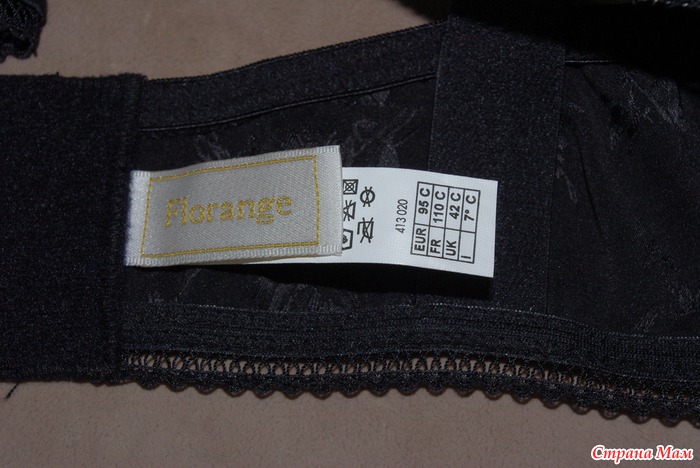 Florange
413 020
EUR 95 C
FR 110 C
UK 42 C
I 7° C
Страна Мам